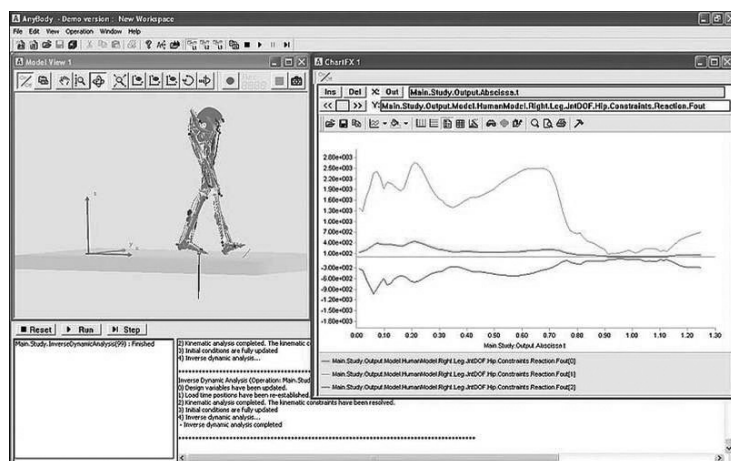 AnyBody - Demo version : New Workspace
File Edit View Operation Window Help
Model View 1
ChartFX 1
Ins Del X: Out Main.Study.Output.Abscissa.t
<< >> Y: Main.Study.Output.Model.HumanModel.Right.Leg.JntDOF.Hip.Constraints.Reaction.Fout
2.80e+003
2.50e+003
2.20e+003
1.90e+003
1.60e+003
1.30e+003
1.00e+003
7.00e+002
4.00e+002
1.00e+002
-3.00e+002
-6.00e+002
-9.00e+002
-1.20e+003
-1.50e+003
-1.80e+003
0.00 0.10 0.20 0.30 0.40 0.50 0.60 0.70 0.80 0.90 1.00 1.10 1.20 1.30
Main.Study.Output.Abscissa.t
Main.Study.Output.Model.HumanModel.Right.Leg.JntDOF.Hip.Constraints.Reaction.Fout[0]
Main.Study.Output.Model.HumanModel.Right.Leg.JntDOF.Hip.Constraints.Reaction.Fout[1]
Main.Study.Output.Model.HumanModel.Right.Leg.JntDOF.Hip.Constraints.Reaction.Fout[2]
Reset Run Step
Main.Study.InverseDynamicAnalysis(99) : Finished
2) Kinematic analysis completed. The kinematic c
3) Initial conditions are fully updated
4) Inverse dynamic analysis...
Inverse Dynamic Analysis (Operation: Main.Stud
0) Design variables have been updated.
1) Load time positions have been re-established
2) Kinematic analysis completed. The kinematic constraints have been resolved.
3) Initial conditions are fully updated
4) Inverse dynamic analysis...
- Inverse dynamic analysis completed